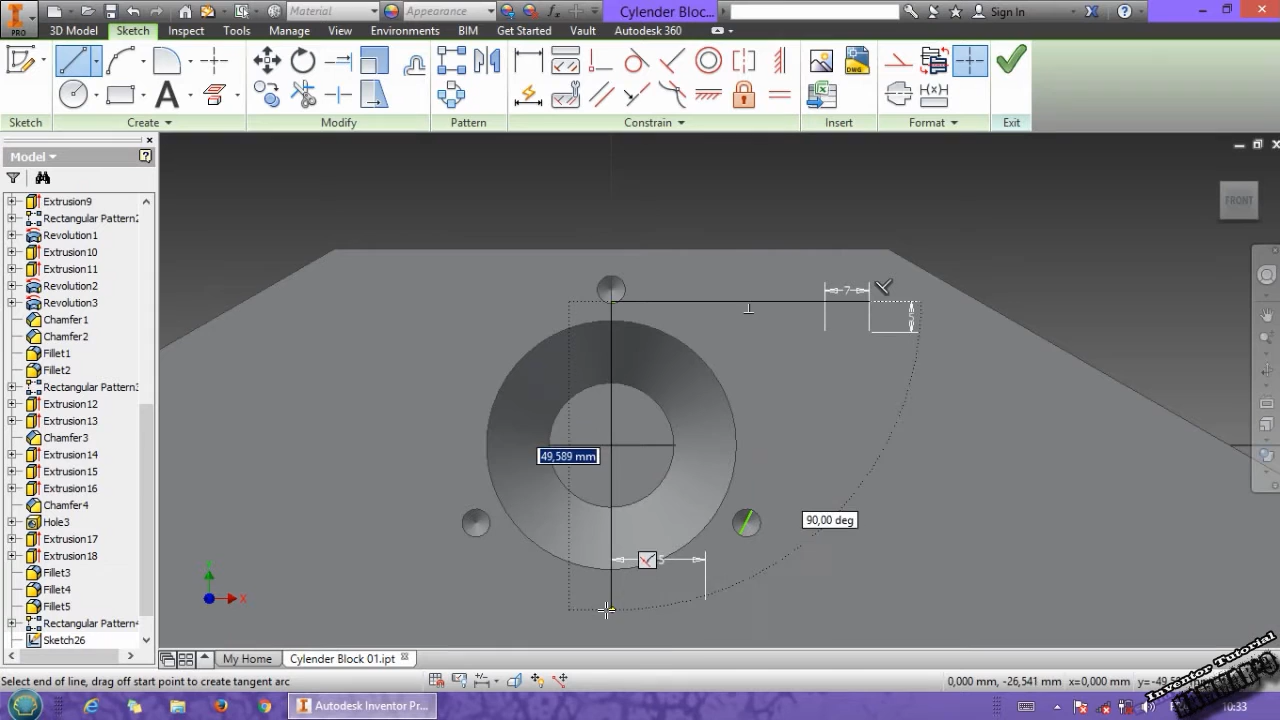 PRO
Material
Appearance
Cylender Bloc...
Sign In
3D Model
Sketch
Inspect
Tools
Manage
View
Environments
BIM
Get Started
Vault
Autodesk 360
Sketch
Create
Modify
Pattern
Constrain
Insert
Format
Exit
Model
Extrusion9
Rectangular Pattern2
Revolution1
Extrusion10
Extrusion11
Revolution2
Revolution3
Chamfer1
Chamfer2
Fillet1
Fillet2
Rectangular Pattern3
Extrusion12
Extrusion13
Chamfer3
Extrusion14
Extrusion15
Extrusion16
Chamfer4
Hole3
Extrusion17
Extrusion18
Fillet3
Fillet4
Fillet5
Rectangular Pattern4
Sketch26
FRONT
7
49,589 mm
90,00 deg
5
Y
X
My Home
Cylender Block 01.ipt
Select end of line, drag off start point to create tangent arc
0,000 mm, -26,541 mm
Autodesk Inventor Pr...
10:33
Inventor Tutorial